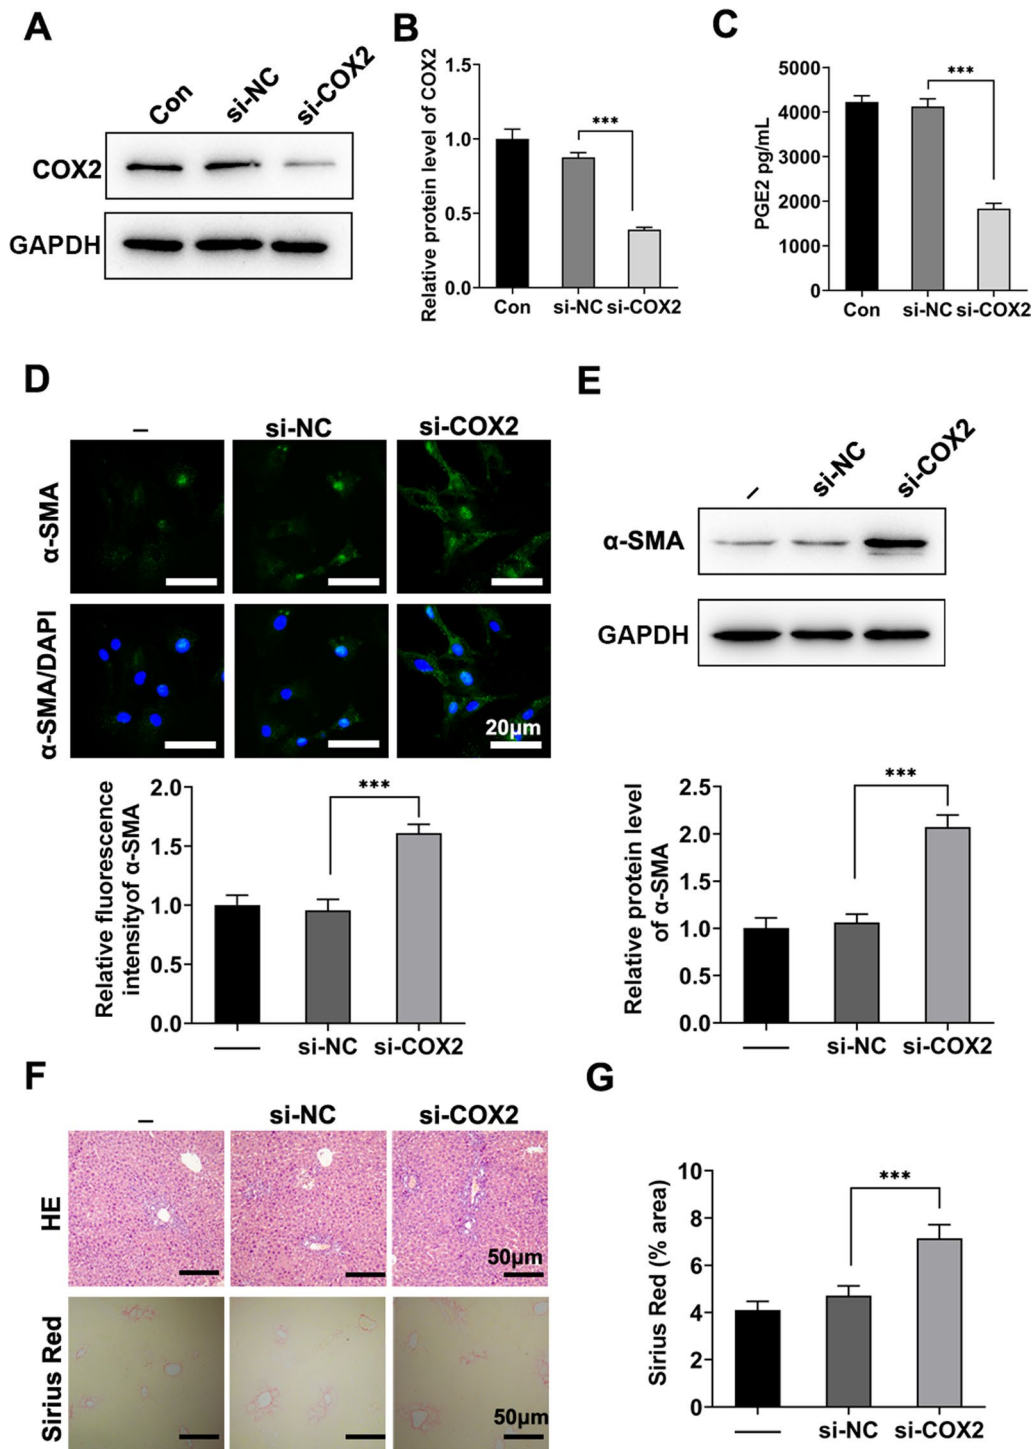 A
Con
si-NC
si-COX2
COX2
GAPDH
B
Relative protein level of COX2
1.5
1.0
0.5
0.0
***
Con
si-NC
si-COX2
C
PGE2 pg/mL
5000
4000
3000
2000
1000
0
***
Con
si-NC
si-COX2
D
–
si-NC
si-COX2
α-SMA
α-SMA/DAPI
20μm
Relative fluorescence
intensityof α-SMA
2.0
1.5
1.0
0.5
0.0
***
si-NC
si-COX2
E
–
si-NC
si-COX2
α-SMA
GAPDH
Relative protein level
of α-SMA
2.5
2.0
1.5
1.0
0.5
0.0
***
si-NC
si-COX2
F
–
si-NC
si-COX2
HE
50μm
Sirius Red
50μm
G
Sirius Red (% area)
10
8
6
4
2
0
***
si-NC
si-COX2